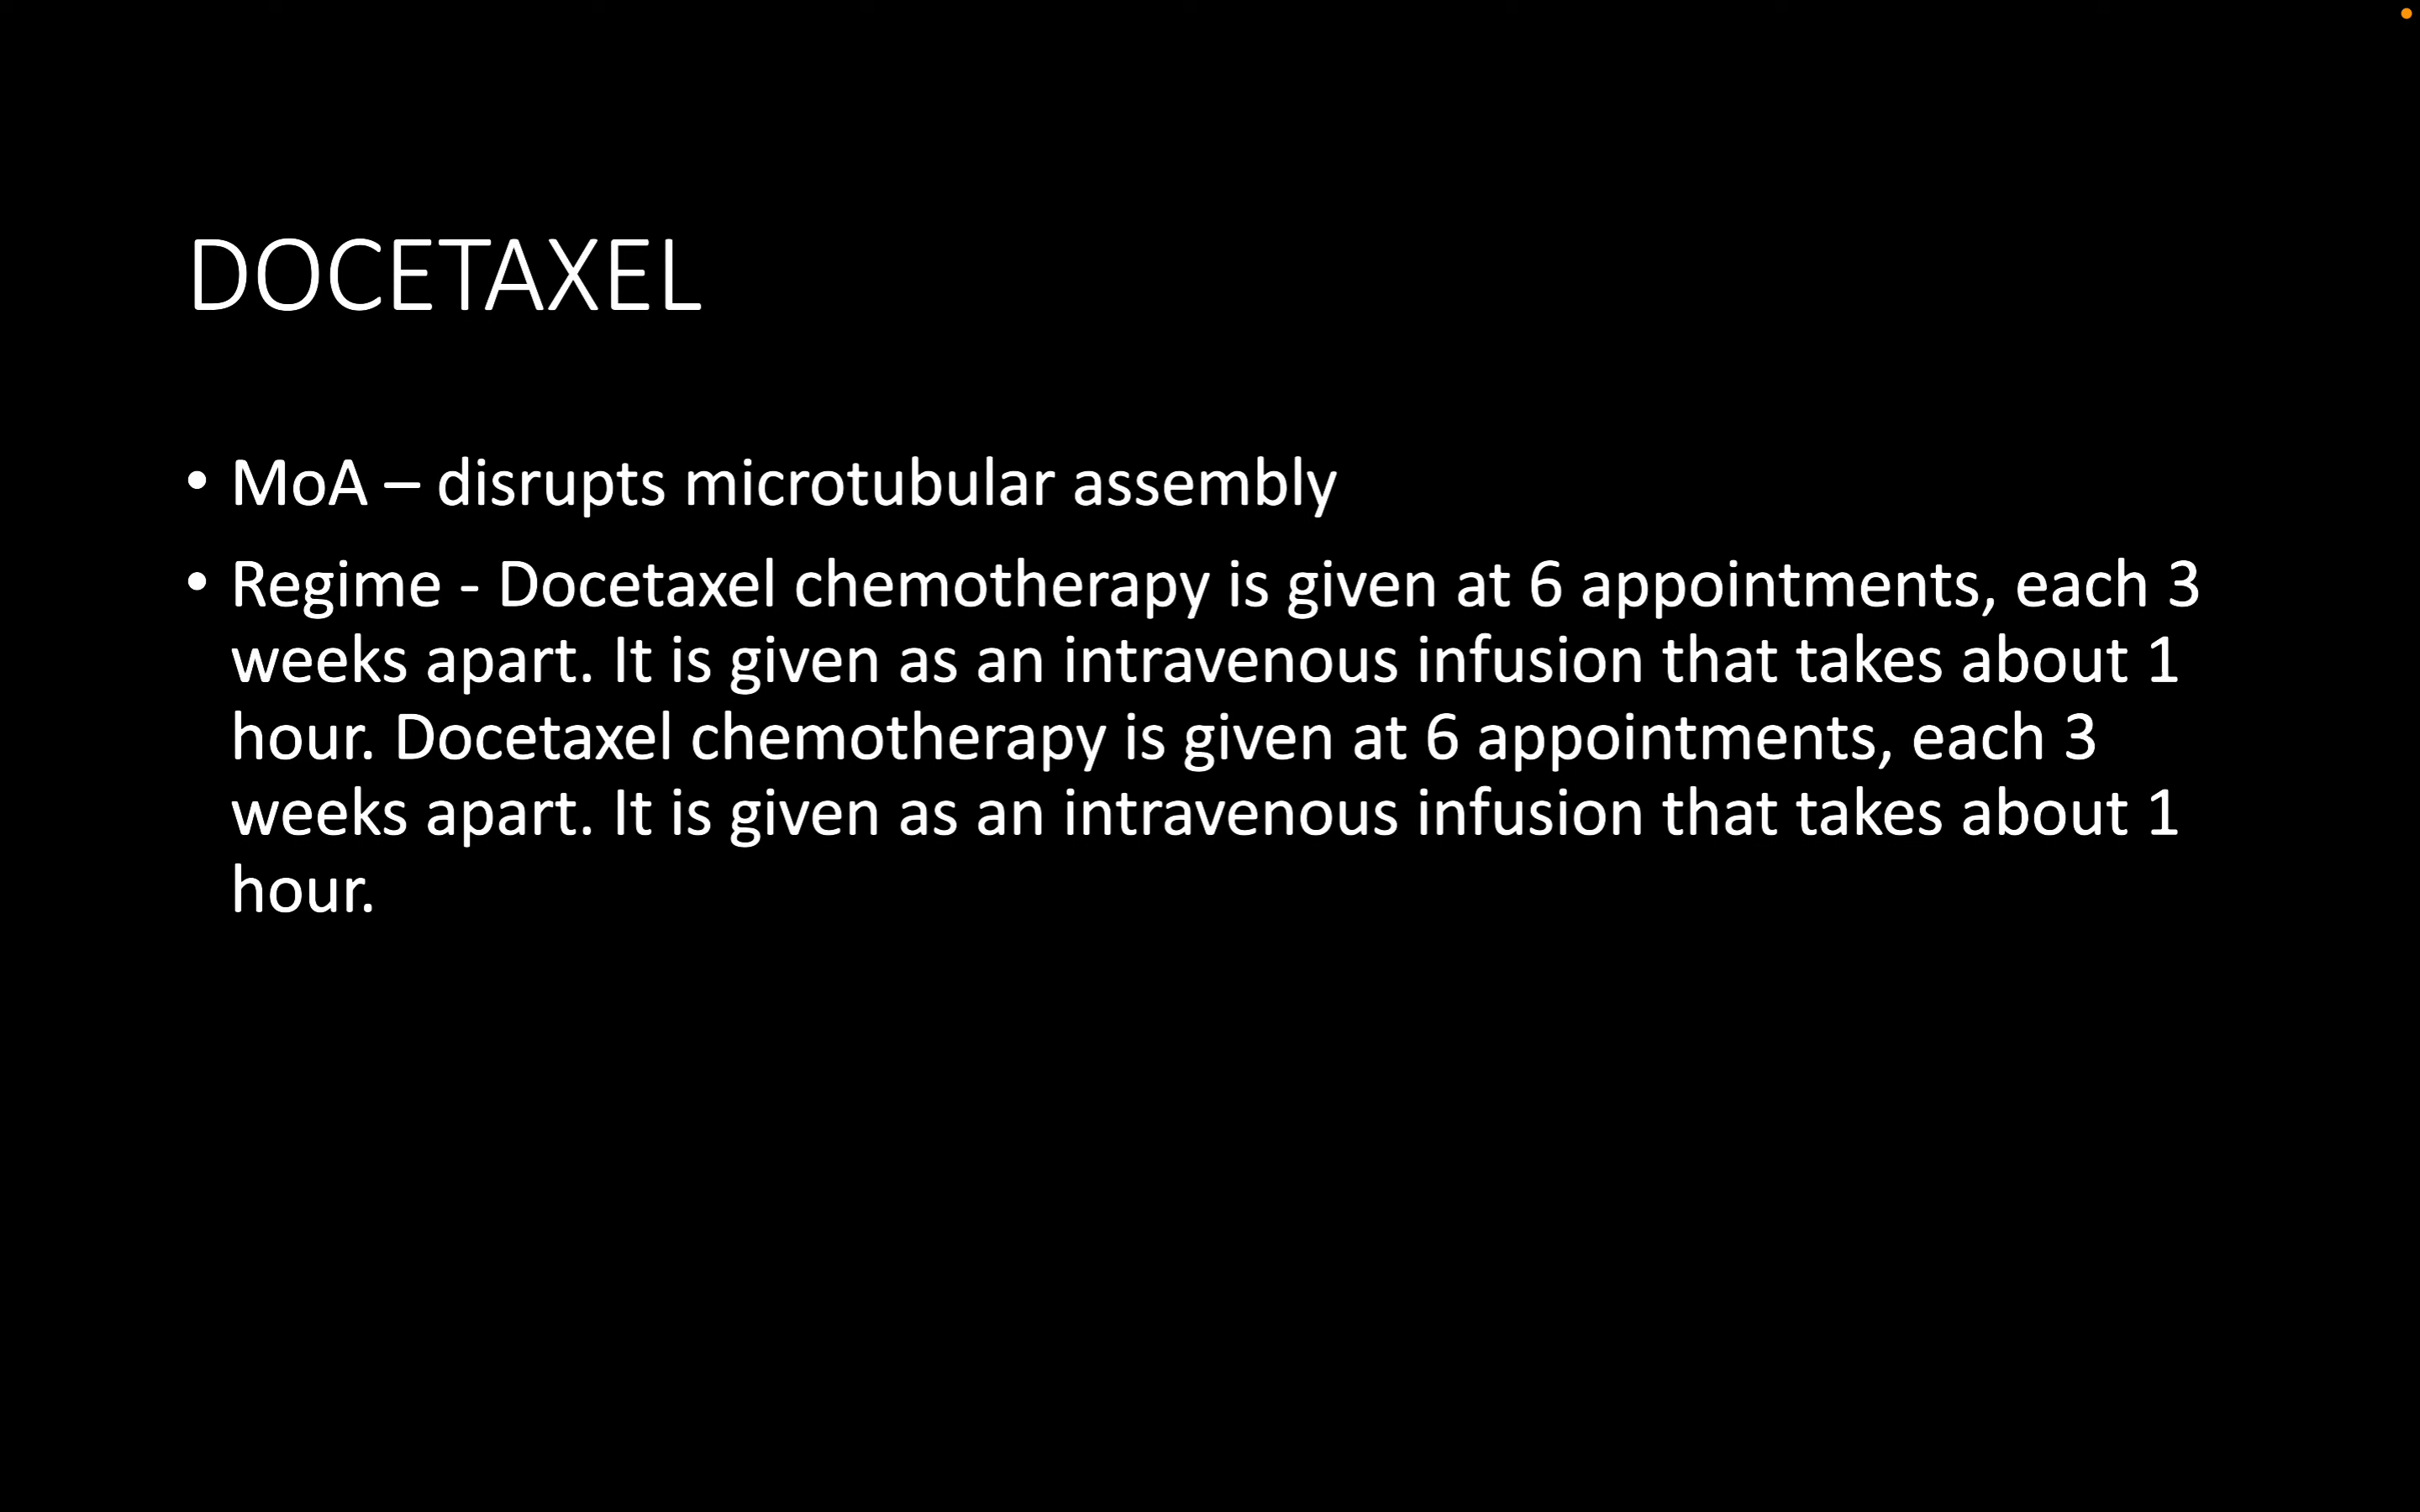 DOCETAXEL
• MoA – disrupts microtubular assembly
• Regime - Docetaxel chemotherapy is given at 6 appointments, each 3
weeks apart. It is given as an intravenous infusion that takes about 1
hour. Docetaxel chemotherapy is given at 6 appointments, each 3
weeks apart. It is given as an intravenous infusion that takes about 1
hour.